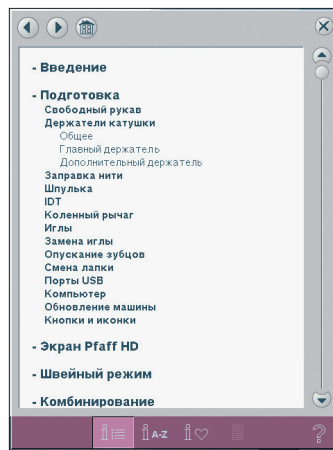 - Введение
- Подготовка
Свободный рукав
Держатели катушки
Общее
Главный держатель
Дополнительный держатель
Заправка нити
Шпулька
IDT
Коленный рычаг
Иглы
Замена иглы
Опускание зубцов
Смена лапки
Порты USB
Компьютер
Обновление машины
Кнопки и иконки
- Экран Pfaff HD
- Швейный режим
- Комбинирование
A-Z
?